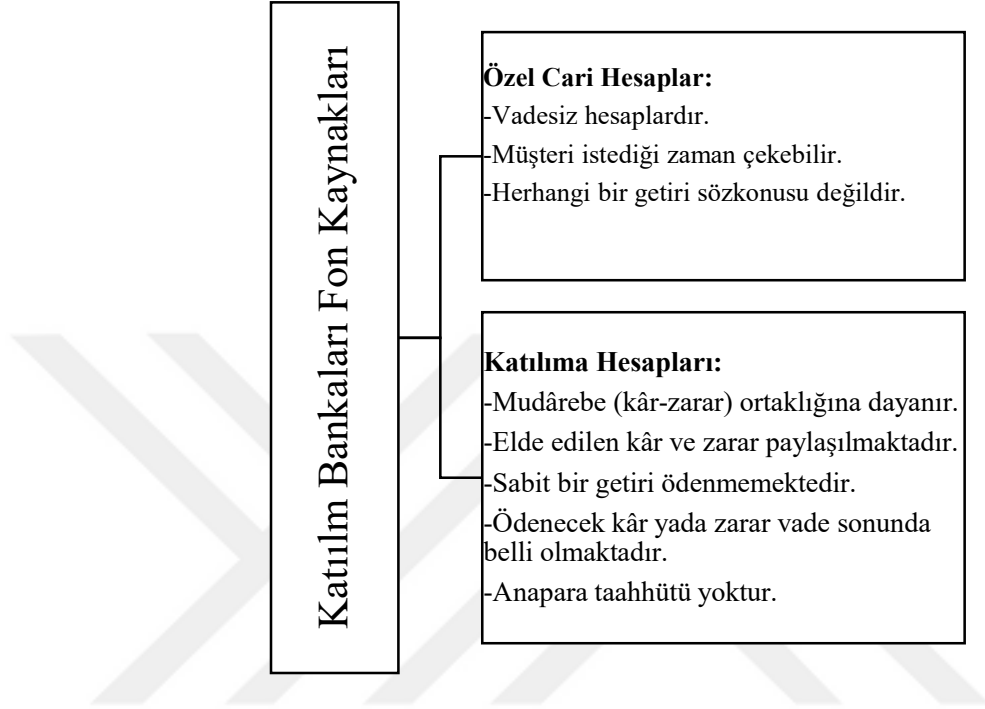 Katıılm Bankaları Fon Kaynakları
Özel Cari Hesaplar:
-Vadesiz hesaplardır.
-Müşteri istediği zaman çekebilir.
-Herhangi bir getiri sözkonusu değildir.
Katılıma Hesapları:
-Mudârebe (kâr-zarar) ortaklığına dayanır.
-Elde edilen kâr ve zarar paylaşılmaktadır.
-Sabit bir getiri ödenmemektedir.
-Ödenecek kâr yada zarar vade sonunda
belli olmaktadır.
-Anapara taahhütü yoktur.